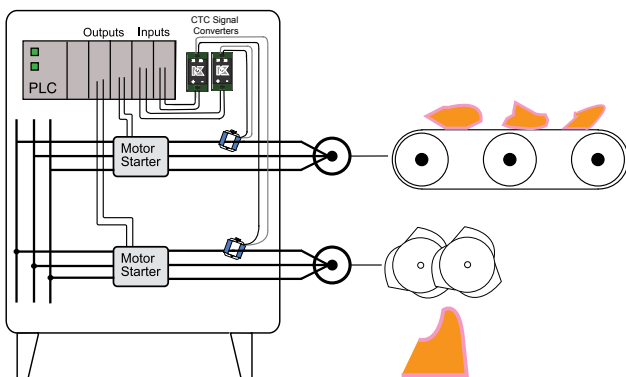 CTC Signal
Converters
Outputs
Inputs
PLC
Motor
Starter
Motor
Starter